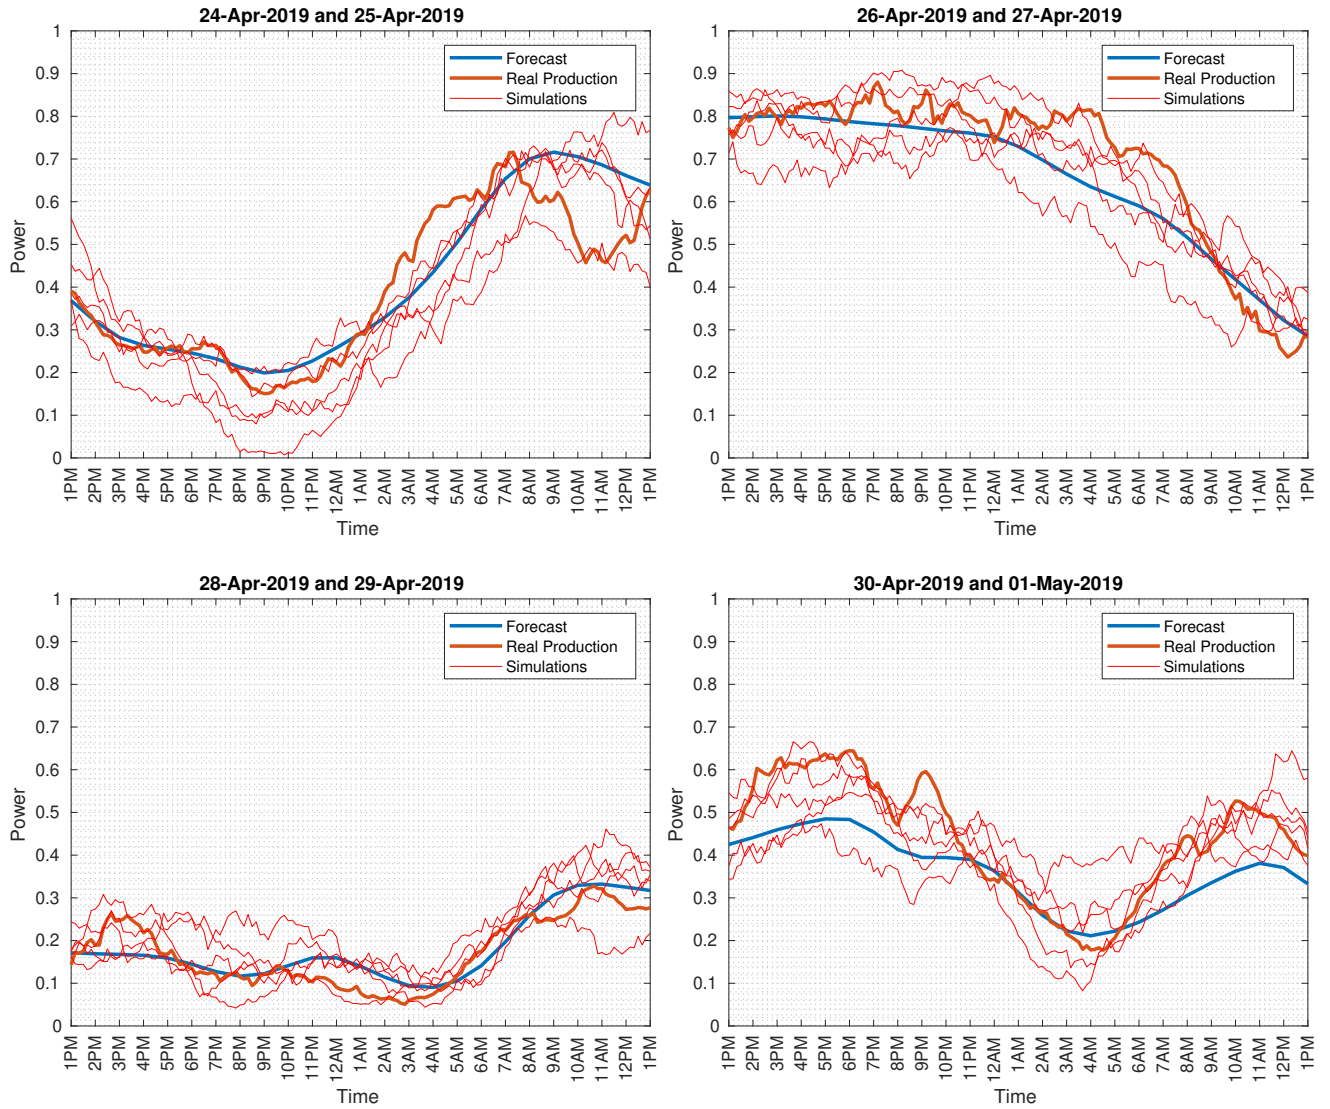 24-Apr-2019 and 25-Apr-2019
1
0.9
0.8
0.7
0.6
0.5
0.4
0.3
0.2
0.1
0
Power
Forecast
Real Production
Simulations
1PM 2PM 3PM 4PM 5PM 6PM 7PM 8PM 9PM 10PM 11PM 12AM 1AM 2AM 3AM 4AM 5AM 6AM 7AM 8AM 9AM 10AM 11AM 12PM 1PM
Time
26-Apr-2019 and 27-Apr-2019
1
0.9
0.8
0.7
0.6
0.5
0.4
0.3
0.2
0.1
0
Power
Forecast
Real Production
Simulations
1PM 2PM 3PM 4PM 5PM 6PM 7PM 8PM 9PM 10PM 11PM 12AM 1AM 2AM 3AM 4AM 5AM 6AM 7AM 8AM 9AM 10AM 11AM 12PM 1PM
Time
28-Apr-2019 and 29-Apr-2019
1
0.9
0.8
0.7
0.6
0.5
0.4
0.3
0.2
0.1
0
Power
Forecast
Real Production
Simulations
1PM 2PM 3PM 4PM 5PM 6PM 7PM 8PM 9PM 10PM 11PM 12AM 1AM 2AM 3AM 4AM 5AM 6AM 7AM 8AM 9AM 10AM 11AM 12PM 1PM
Time
30-Apr-2019 and 01-May-2019
1
0.9
0.8
0.7
0.6
0.5
0.4
0.3
0.2
0.1
0
Power
Forecast
Real Production
Simulations
1PM 2PM 3PM 4PM 5PM 6PM 7PM 8PM 9PM 10PM 11PM 12AM 1AM 2AM 3AM 4AM 5AM 6AM 7AM 8AM 9AM 10AM 11AM 12PM 1PM
Time